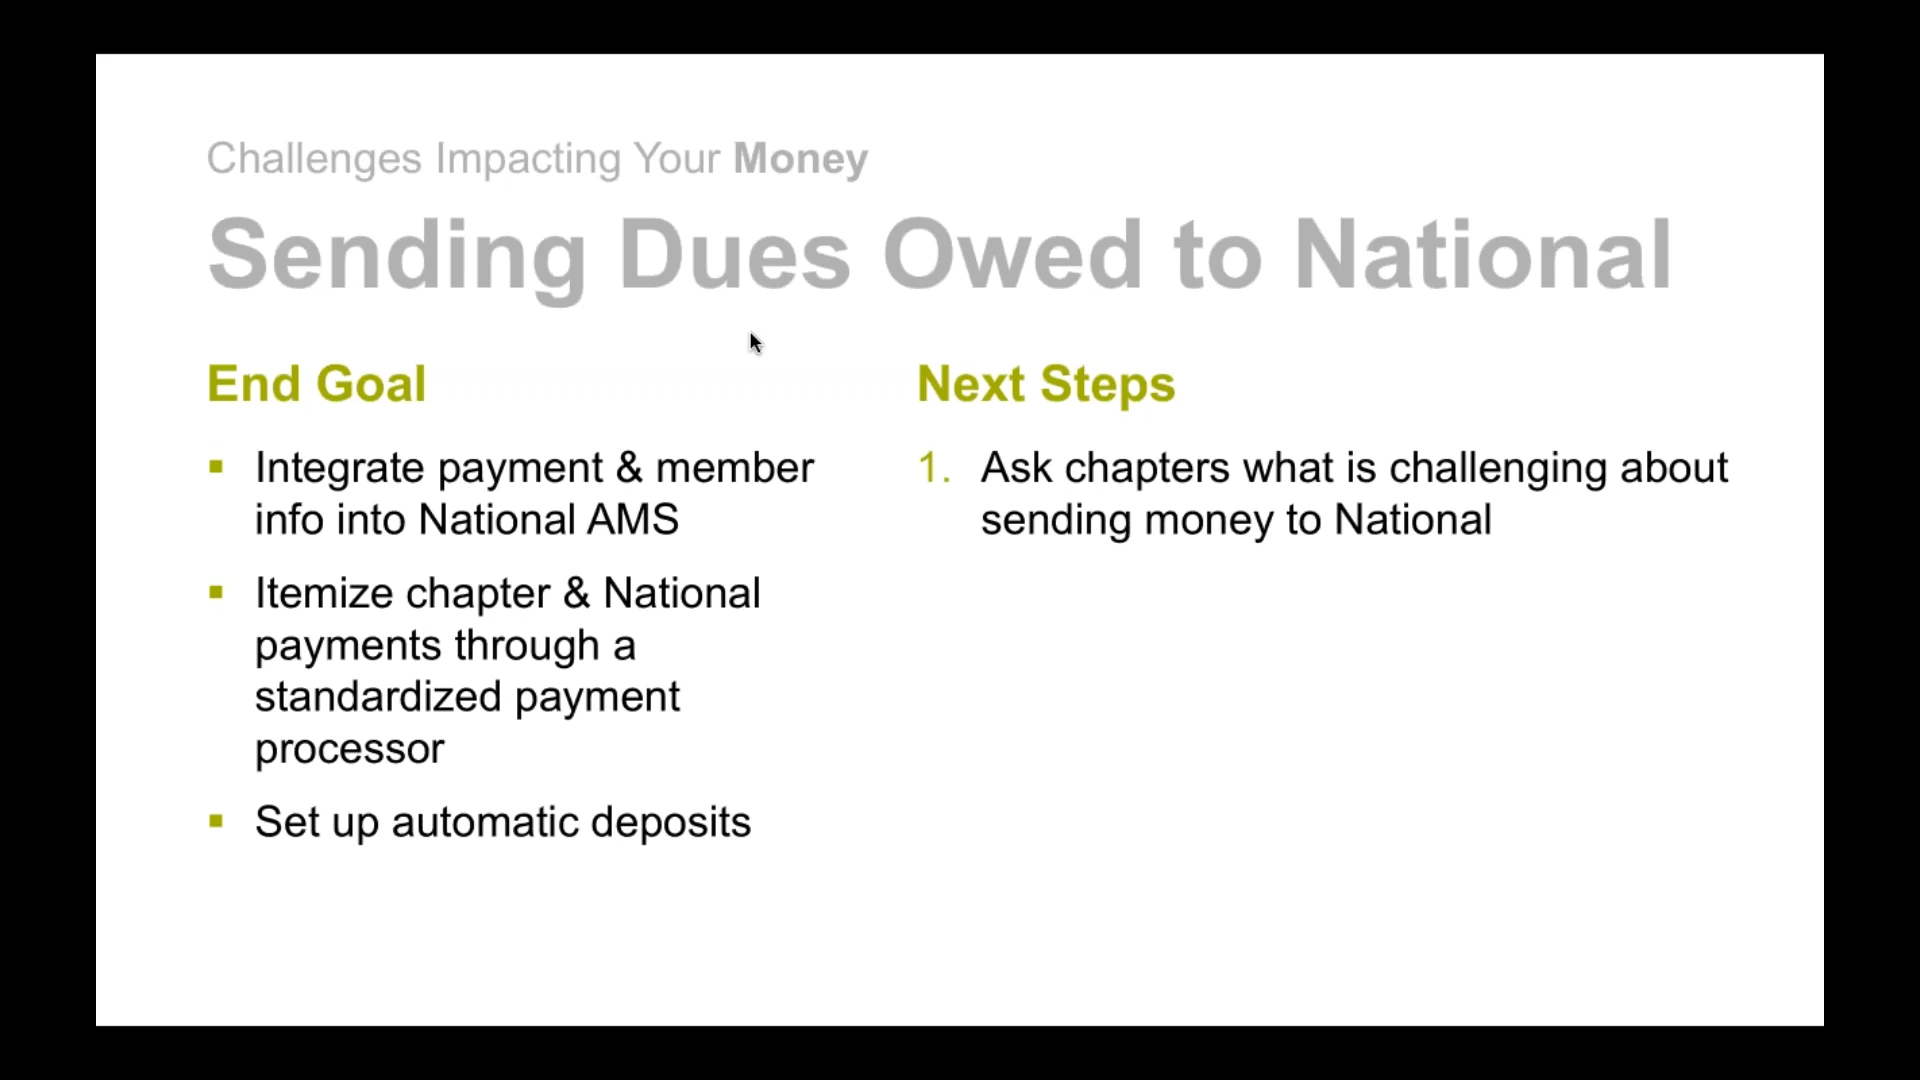 Challenges Impacting Your Money
Sending Dues Owed to National
End Goal
▪ Integrate payment & member
info into National AMS
▪ Itemize chapter & National
payments through a
standardized payment
processor
▪ Set up automatic deposits
Next Steps
1. Ask chapters what is challenging about
sending money to National